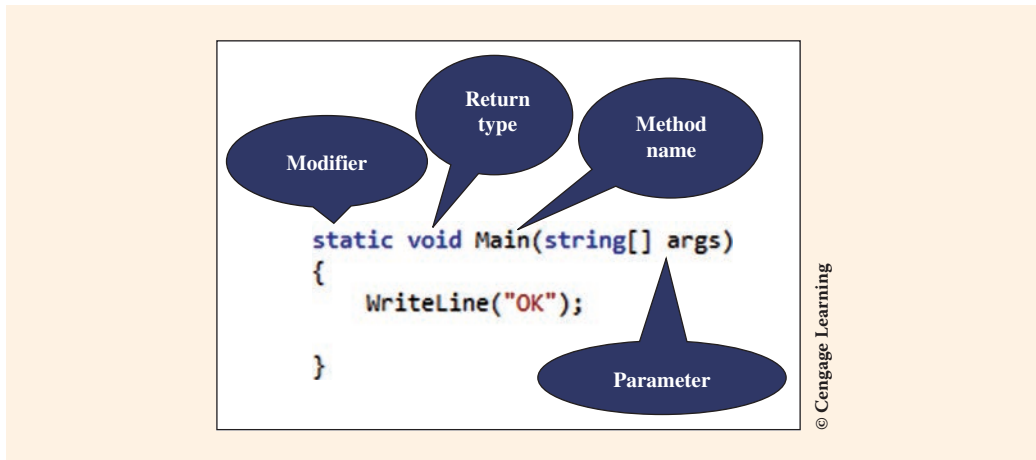 Return
type
Method
name
Modifier
static void Main(string[] args)
{
WriteLine("OK");
}
Parameter
© Cengage Learning